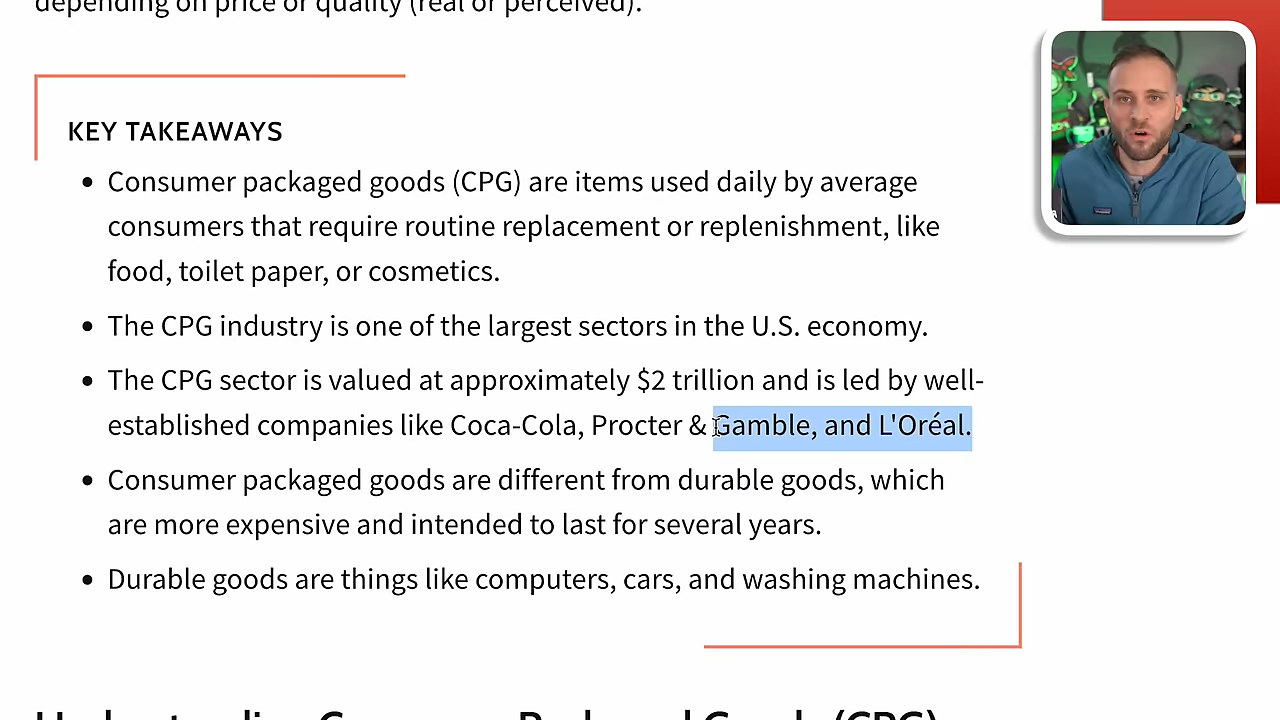 depending on price or quality (real or perceived).
KEY TAKEAWAYS
• Consumer packaged goods (CPG) are items used daily by average
consumers that require routine replacement or replenishment, like
food, toilet paper, or cosmetics.
• The CPG industry is one of the largest sectors in the U.S. economy.
• The CPG sector is valued at approximately $2 trillion and is led by well-
established companies like Coca-Cola, Procter & Gamble, and L'Oréal.
• Consumer packaged goods are different from durable goods, which
are more expensive and intended to last for several years.
• Durable goods are things like computers, cars, and washing machines.
Understanding Consumer Packaged Goods (CPG)